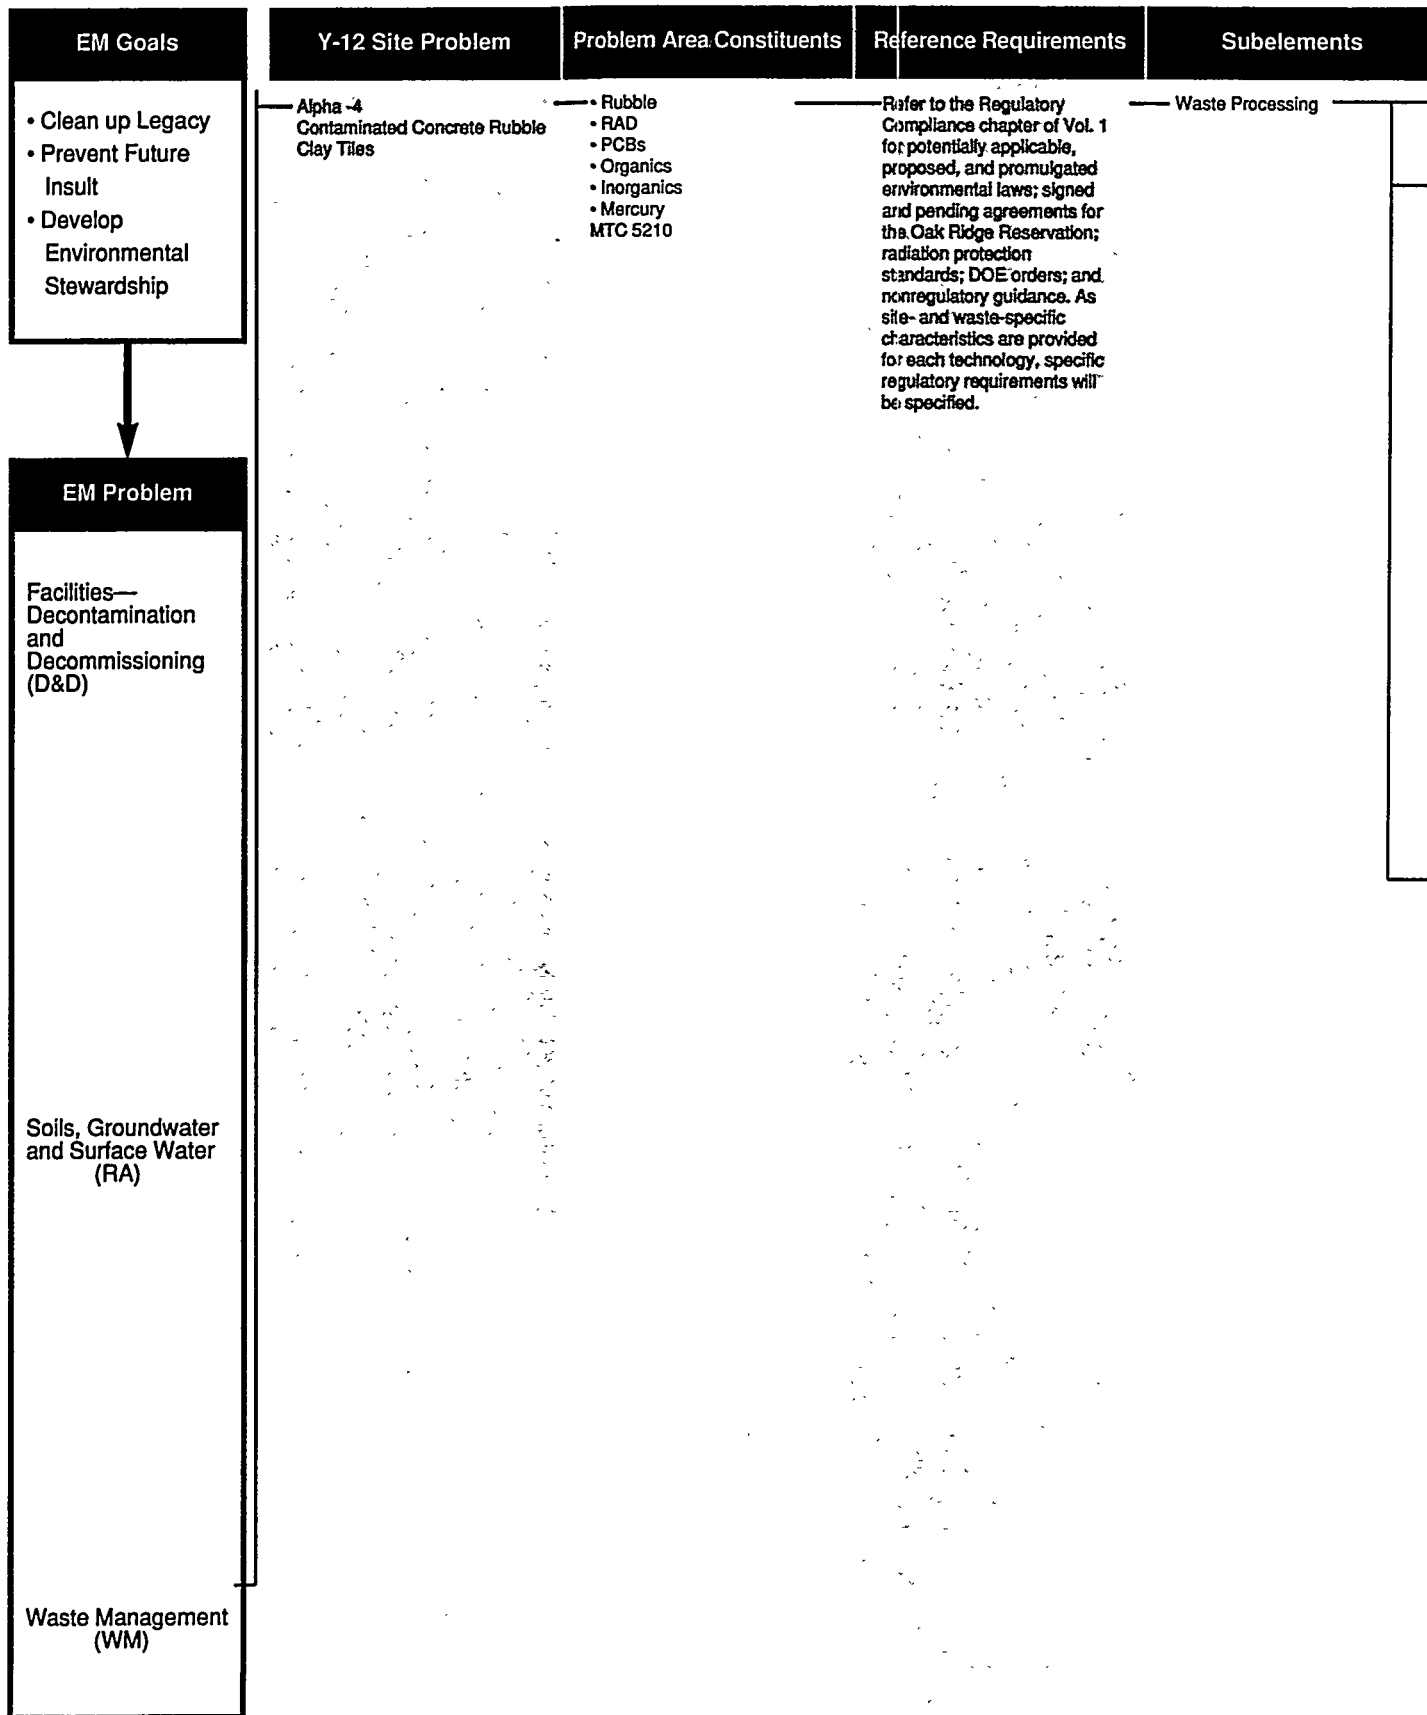 EM Goals
• Clean up Legacy
• Prevent Future
Insult
• Develop
Environmental
Stewardship
EM Problem
Facilities—
Decontamination
and
Decommissioning
(D&D)
Soils, Groundwater
and Surface Water
(RA)
Waste Management
(WM)
Y-12 Site Problem
Alpha -4
Contaminated Concrete Rubble
Clay Tiles
Problem Area Constituents
• Rubble
• RAD
• PCBs
• Organics
• Inorganics
• Mercury
MTC 5210
Reference Requirements
Refer to the Regulatory
Compliance chapter of Vol. 1
for potentially applicable,
proposed, and promulgated
environmental laws; signed
and pending agreements for
the Oak Ridge Reservation;
radiation protection
standards; DOE orders; and
nonregulatory guidance. As
site- and waste-specific
characteristics are provided
for each technology, specific
regulatory requirements will
be specified.
Subelements
Waste Processing